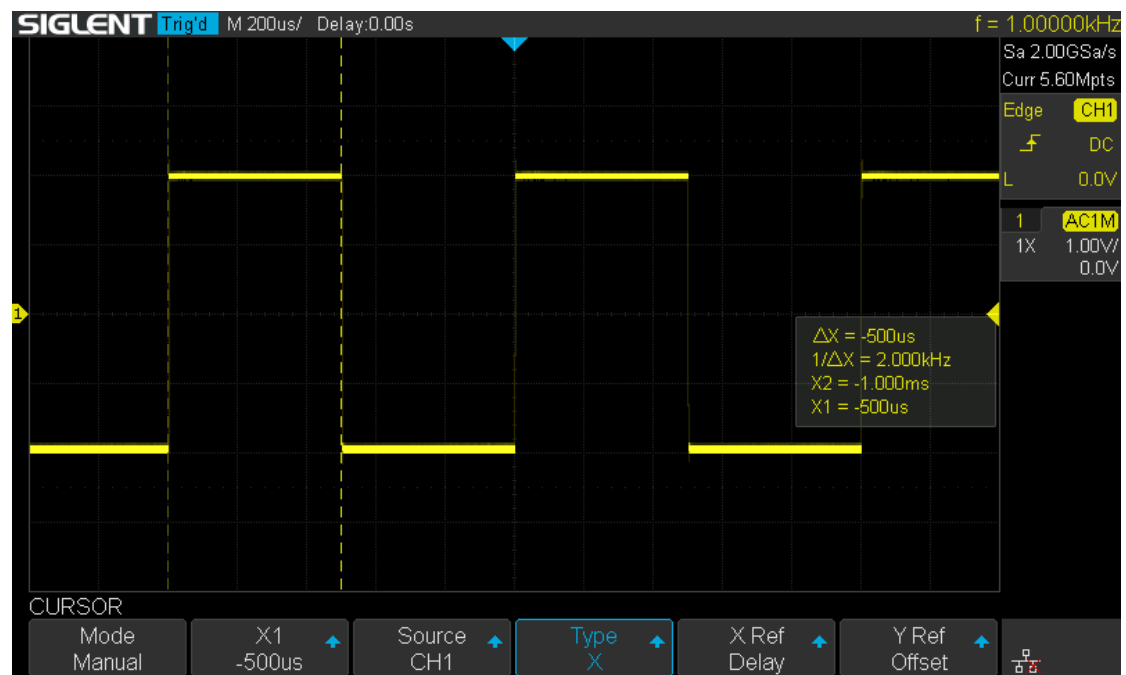 SIGLENT Trig'd M 200us/ Delay:0.00s f = 1.00000kHz
Sa 2.00GSa/s
Curr 5.60Mpts
Edge CH1
DC
L 0.0V
1 AC1M
1X 1.00V/
0.0V
1
△X = -500us
1/△X = 2.000kHz
X2 = -1.000ms
X1 = -500us
CURSOR
Mode
Manual
X1
-500us
Source
CH1
Type
X
X Ref
Delay
Y Ref
Offset